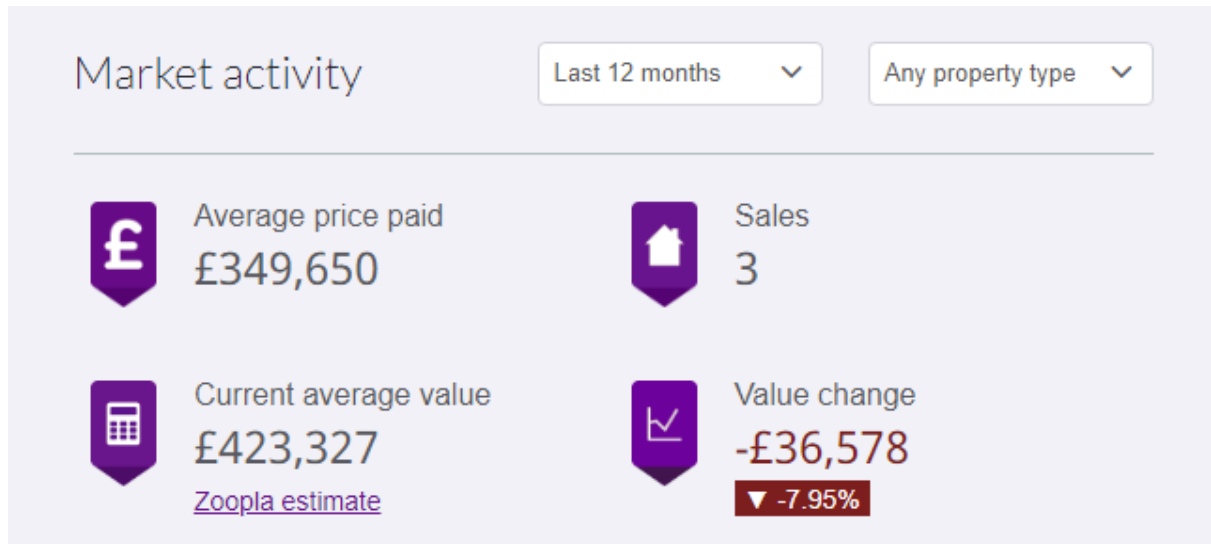 Market activity
Last 12 months
Any property type
£
Average price paid
£349,650
Sales
3
Current average value
£423,327
Zoopla estimate
Value change
-£36,578
▼ -7.95%